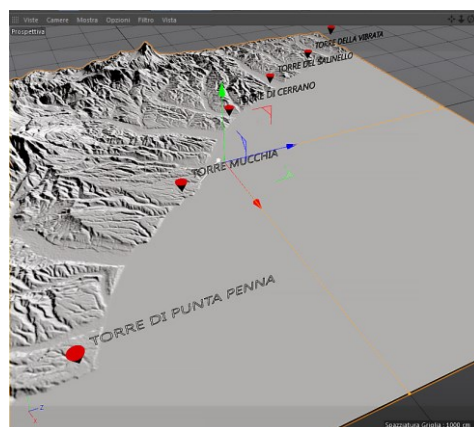 Viste Camere Mostra Opzioni Filtro Vista
Prospettiva
TORRE DELLA VIBRATA
TORRE DEL SALINELLO
TORRE DI CERRANO
TORRE MUCCHIA
TORRE DI PUNTA PENNA
Z
X
Spaziatura Griglia : 1000 cm